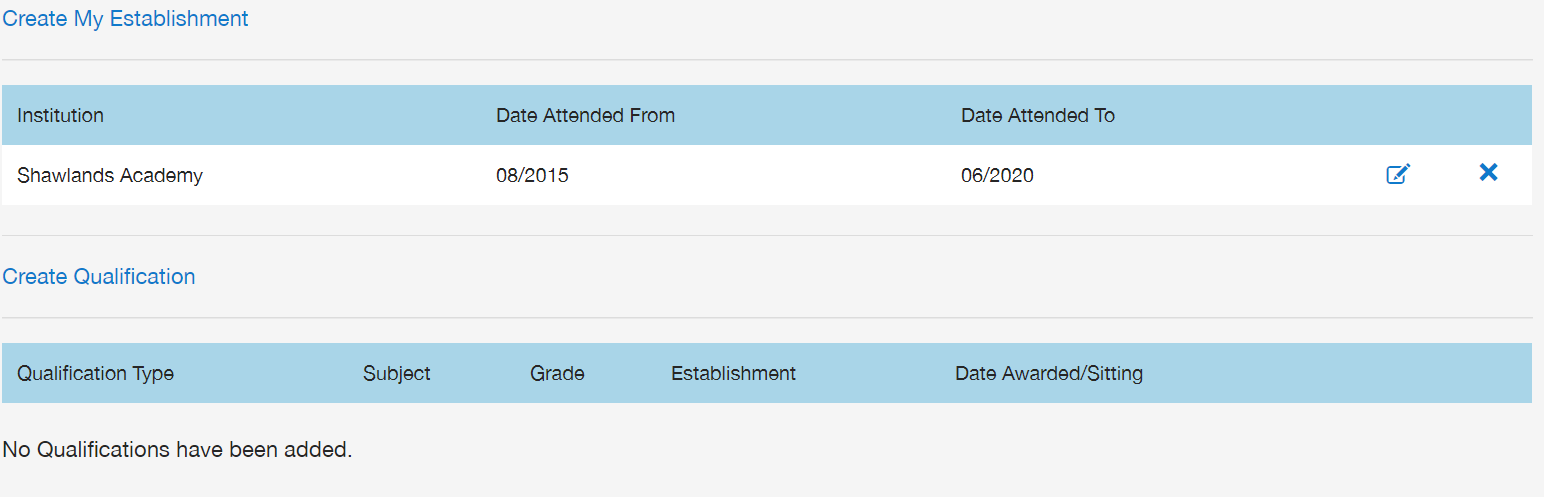 Create My Establishment
Institution Date Attended From Date Attended To
Shawlands Academy 08/2015 06/2020
Create Qualification
Qualification Type Subject Grade Establishment Date Awarded/Sitting
No Qualifications have been added.